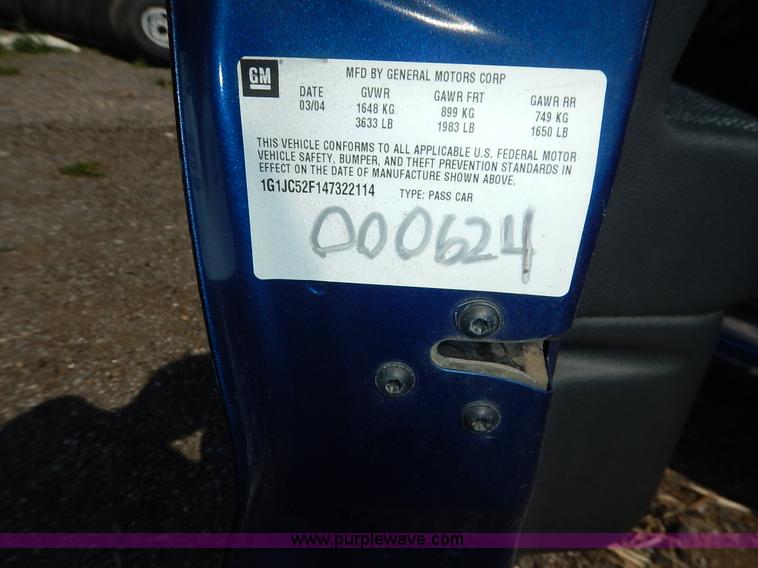 GM
MFD BY GENERAL MOTORS CORP
DATE GVWR GAWR FRT GAWR RR
03/04 1648 KG 899 KG 749 KG
3633 LB 1983 LB 1650 LB
THIS VEHICLE CONFORMS TO ALL APPLICABLE U.S. FEDERAL MOTOR
VEHICLE SAFETY, BUMPER, AND THEFT PREVENTION STANDARDS IN
EFFECT ON THE DATE OF MANUFACTURE SHOWN ABOVE.
1G1JC52F147322114 TYPE: PASS CAR
000624
www.purplewave.com